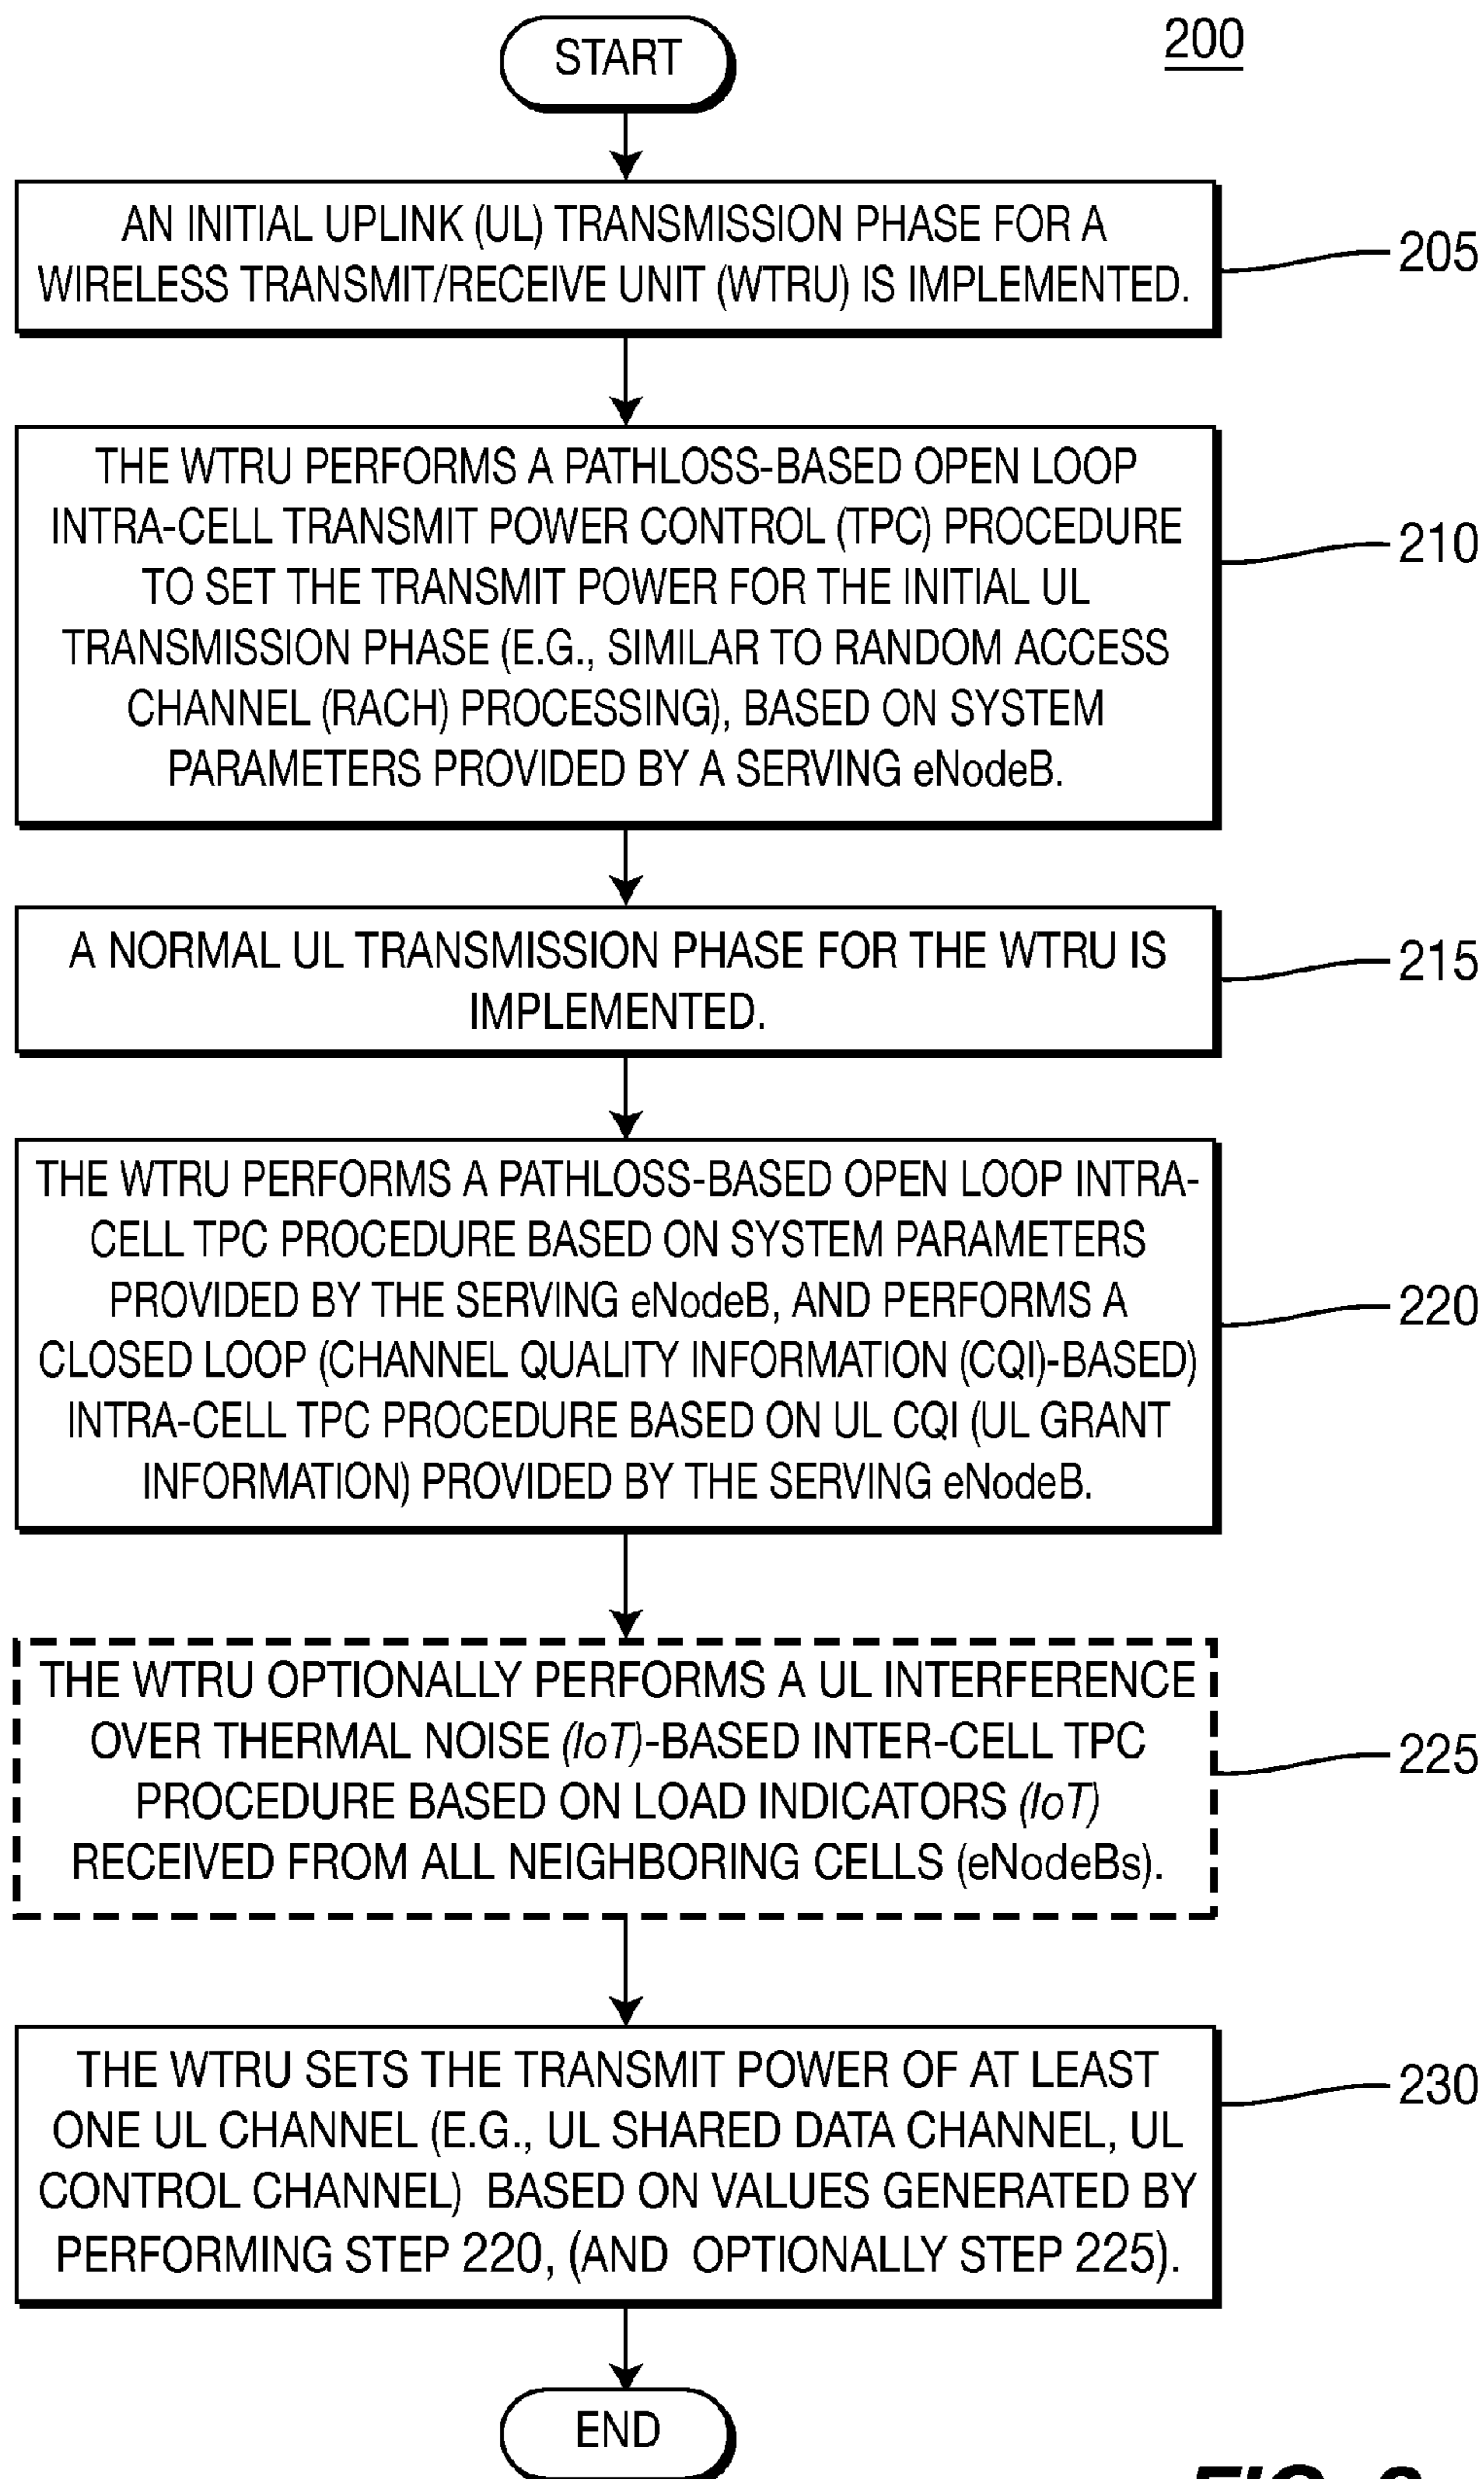 START
200
AN INITIAL UPLINK (UL) TRANSMISSION PHASE FOR A
WIRELESS TRANSMIT/RECEIVE UNIT (WTRU) IS IMPLEMENTED.
205
THE WTRU PERFORMS A PATHLOSS-BASED OPEN LOOP
INTRA-CELL TRANSMIT POWER CONTROL (TPC) PROCEDURE
TO SET THE TRANSMIT POWER FOR THE INITIAL UL
TRANSMISSION PHASE (E.G., SIMILAR TO RANDOM ACCESS
CHANNEL (RACH) PROCESSING), BASED ON SYSTEM
PARAMETERS PROVIDED BY A SERVING eNodeB.
210
A NORMAL UL TRANSMISSION PHASE FOR THE WTRU IS
IMPLEMENTED.
215
THE WTRU PERFORMS A PATHLOSS-BASED OPEN LOOP INTRA-
CELL TPC PROCEDURE BASED ON SYSTEM PARAMETERS
PROVIDED BY THE SERVING eNodeB, AND PERFORMS A
CLOSED LOOP (CHANNEL QUALITY INFORMATION (CQI)-BASED)
INTRA-CELL TPC PROCEDURE BASED ON UL CQI (UL GRANT
INFORMATION) PROVIDED BY THE SERVING eNodeB.
220
THE WTRU OPTIONALLY PERFORMS A UL INTERFERENCE
OVER THERMAL NOISE (IoT)-BASED INTER-CELL TPC
PROCEDURE BASED ON LOAD INDICATORS (IoT)
RECEIVED FROM ALL NEIGHBORING CELLS (eNodeBs).
225
THE WTRU SETS THE TRANSMIT POWER OF AT LEAST
ONE UL CHANNEL (E.G., UL SHARED DATA CHANNEL, UL
CONTROL CHANNEL) BASED ON VALUES GENERATED BY
PERFORMING STEP 220, (AND OPTIONALLY STEP 225).
230
END